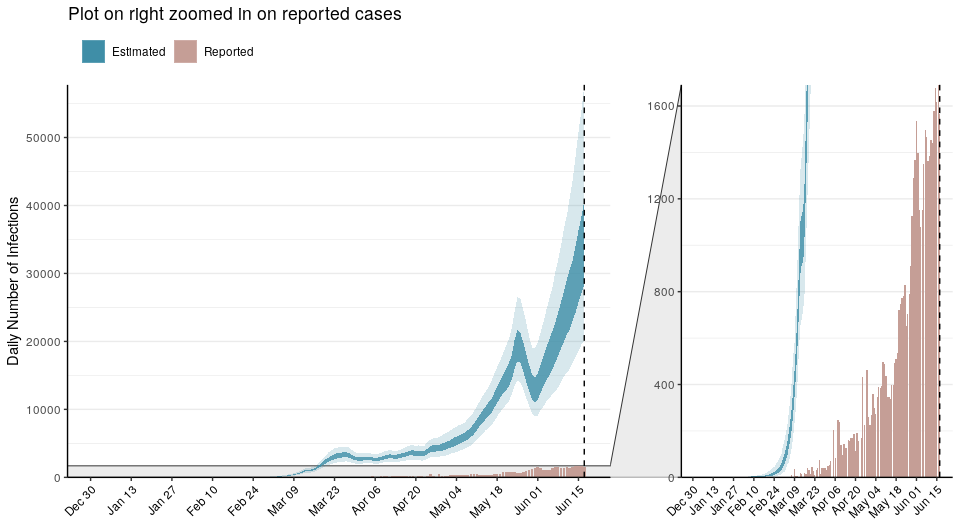 Plot on right zoomed in on reported cases
Estimated Reported
Daily Number of Infections
50000
40000
30000
20000
10000
0
Dec 30 Jan 13 Jan 27 Feb 10 Feb 24 Mar 09 Mar 23 Apr 06 Apr 20 May 04 May 18 Jun 01 Jun 15
1600
1200
800
400
0
Dec 30 Jan 13 Jan 27 Feb 10 Feb 24 Mar 09 Mar 23 Apr 06 Apr 20 May 04 May 18 Jun 01 Jun 15